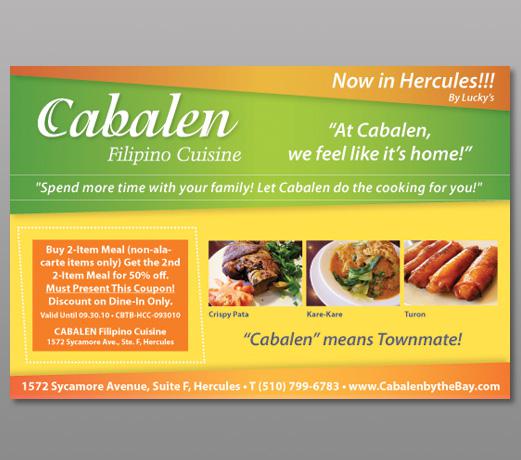 Now in Hercules!!!
By Lucky's
Cabalen
Filipino Cuisine
"At Cabalen,
we feel like it's home!"
"Spend more time with your family! Let Cabalen do the cooking for you!"
Buy 2-Item Meal (non-ala-
carte items only) Get the 2nd
2-Item Meal for 50% off.
Must Present This Coupon!
Discount on Dine-In Only.
Valid Until 09.30.10 • CBTB-HCC-093010
CABALEN Filipino Cuisine
1572 Sycamore Ave., Ste. F, Hercules
Crispy Pata
Kare-Kare
Turon
"Cabalen" means Townmate!
1572 Sycamore Avenue, Suite F, Hercules • T (510) 799-6783 • www.CabalenbytheBay.com